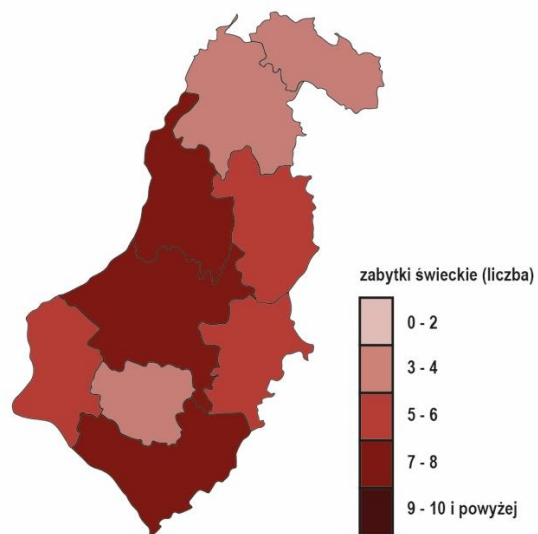 zabytki świeckie (liczba)
0 - 2
3 - 4
5 - 6
7 - 8
9 - 10 i powyżej